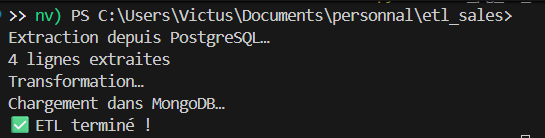 >> nv) PS C:\Users\Victus\Documents\personnal\etl_sales>
Extraction depuis PostgreSQL…
4 lignes extraites
Transformation…
Chargement dans MongoDB…
✅ ETL terminé !